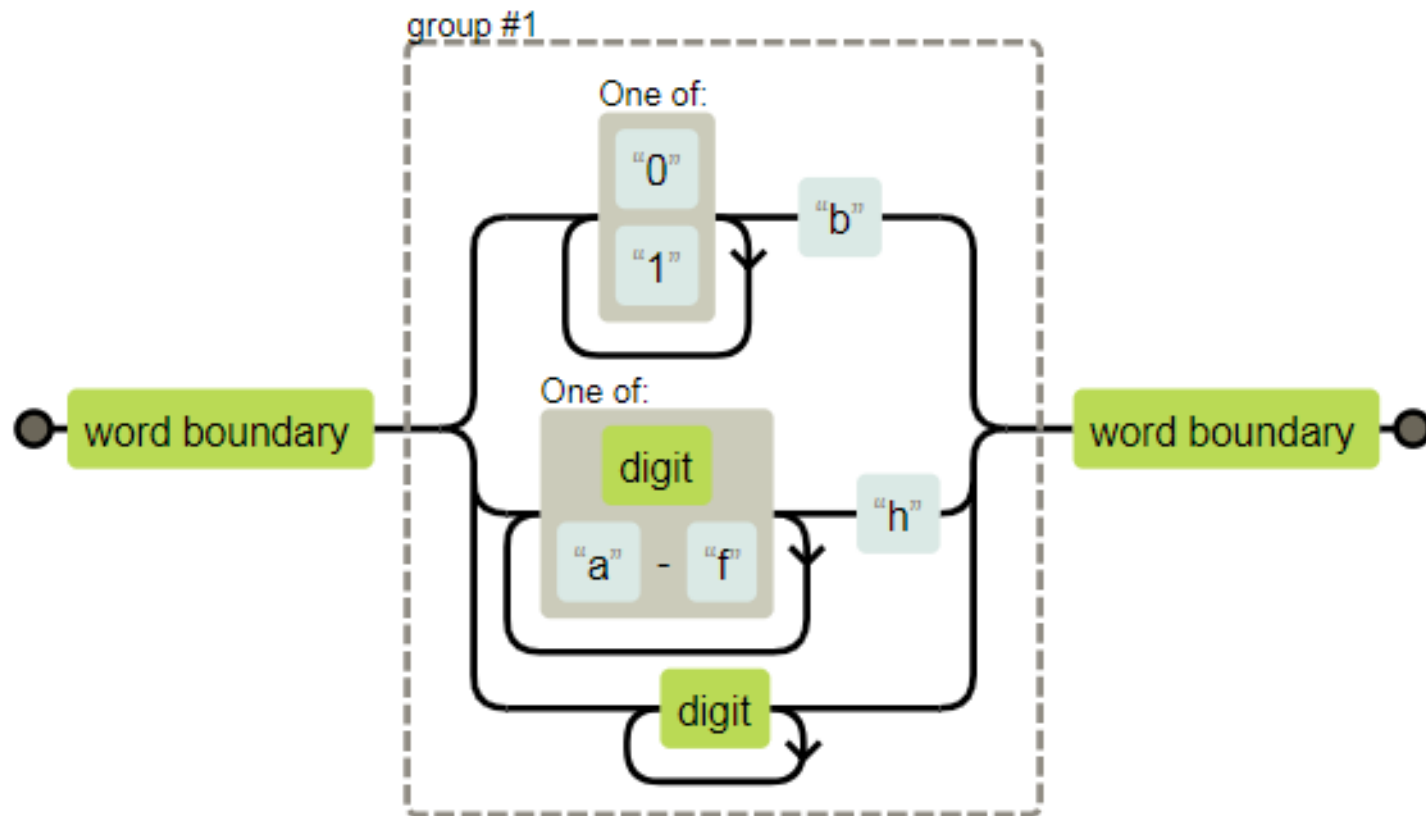 group #1
One of:
“0”
“1”
“b”
word boundary
One of:
digit
“a” - “f”
“h”
digit
word boundary